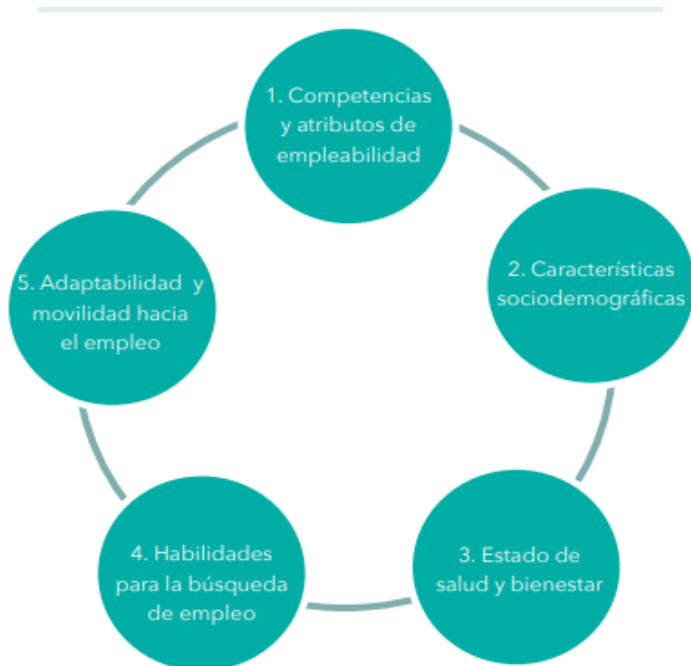 1. Competencias
y atributos de
empleabilidad
2. Características
sociodemográficas
3. Estado de
salud y bienestar
4. Habilidades
para la búsqueda
de empleo
5. Adaptabilidad y
movilidad hacia
el empleo